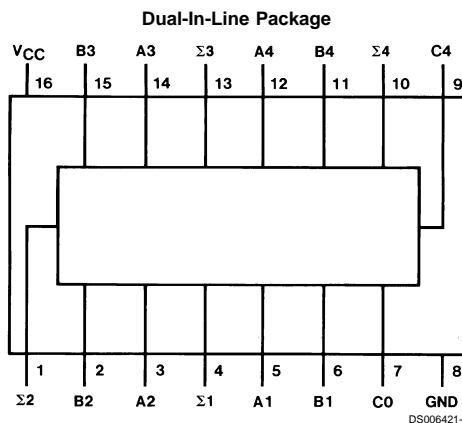 Dual-In-Line Package
VCC B3 A3 Σ3 A4 B4 Σ4 C4
16 15 14 13 12 11 10 9
1 2 3 4 5 6 7 8
Σ2 B2 A2 Σ1 A1 B1 C0 GND
DS006421-